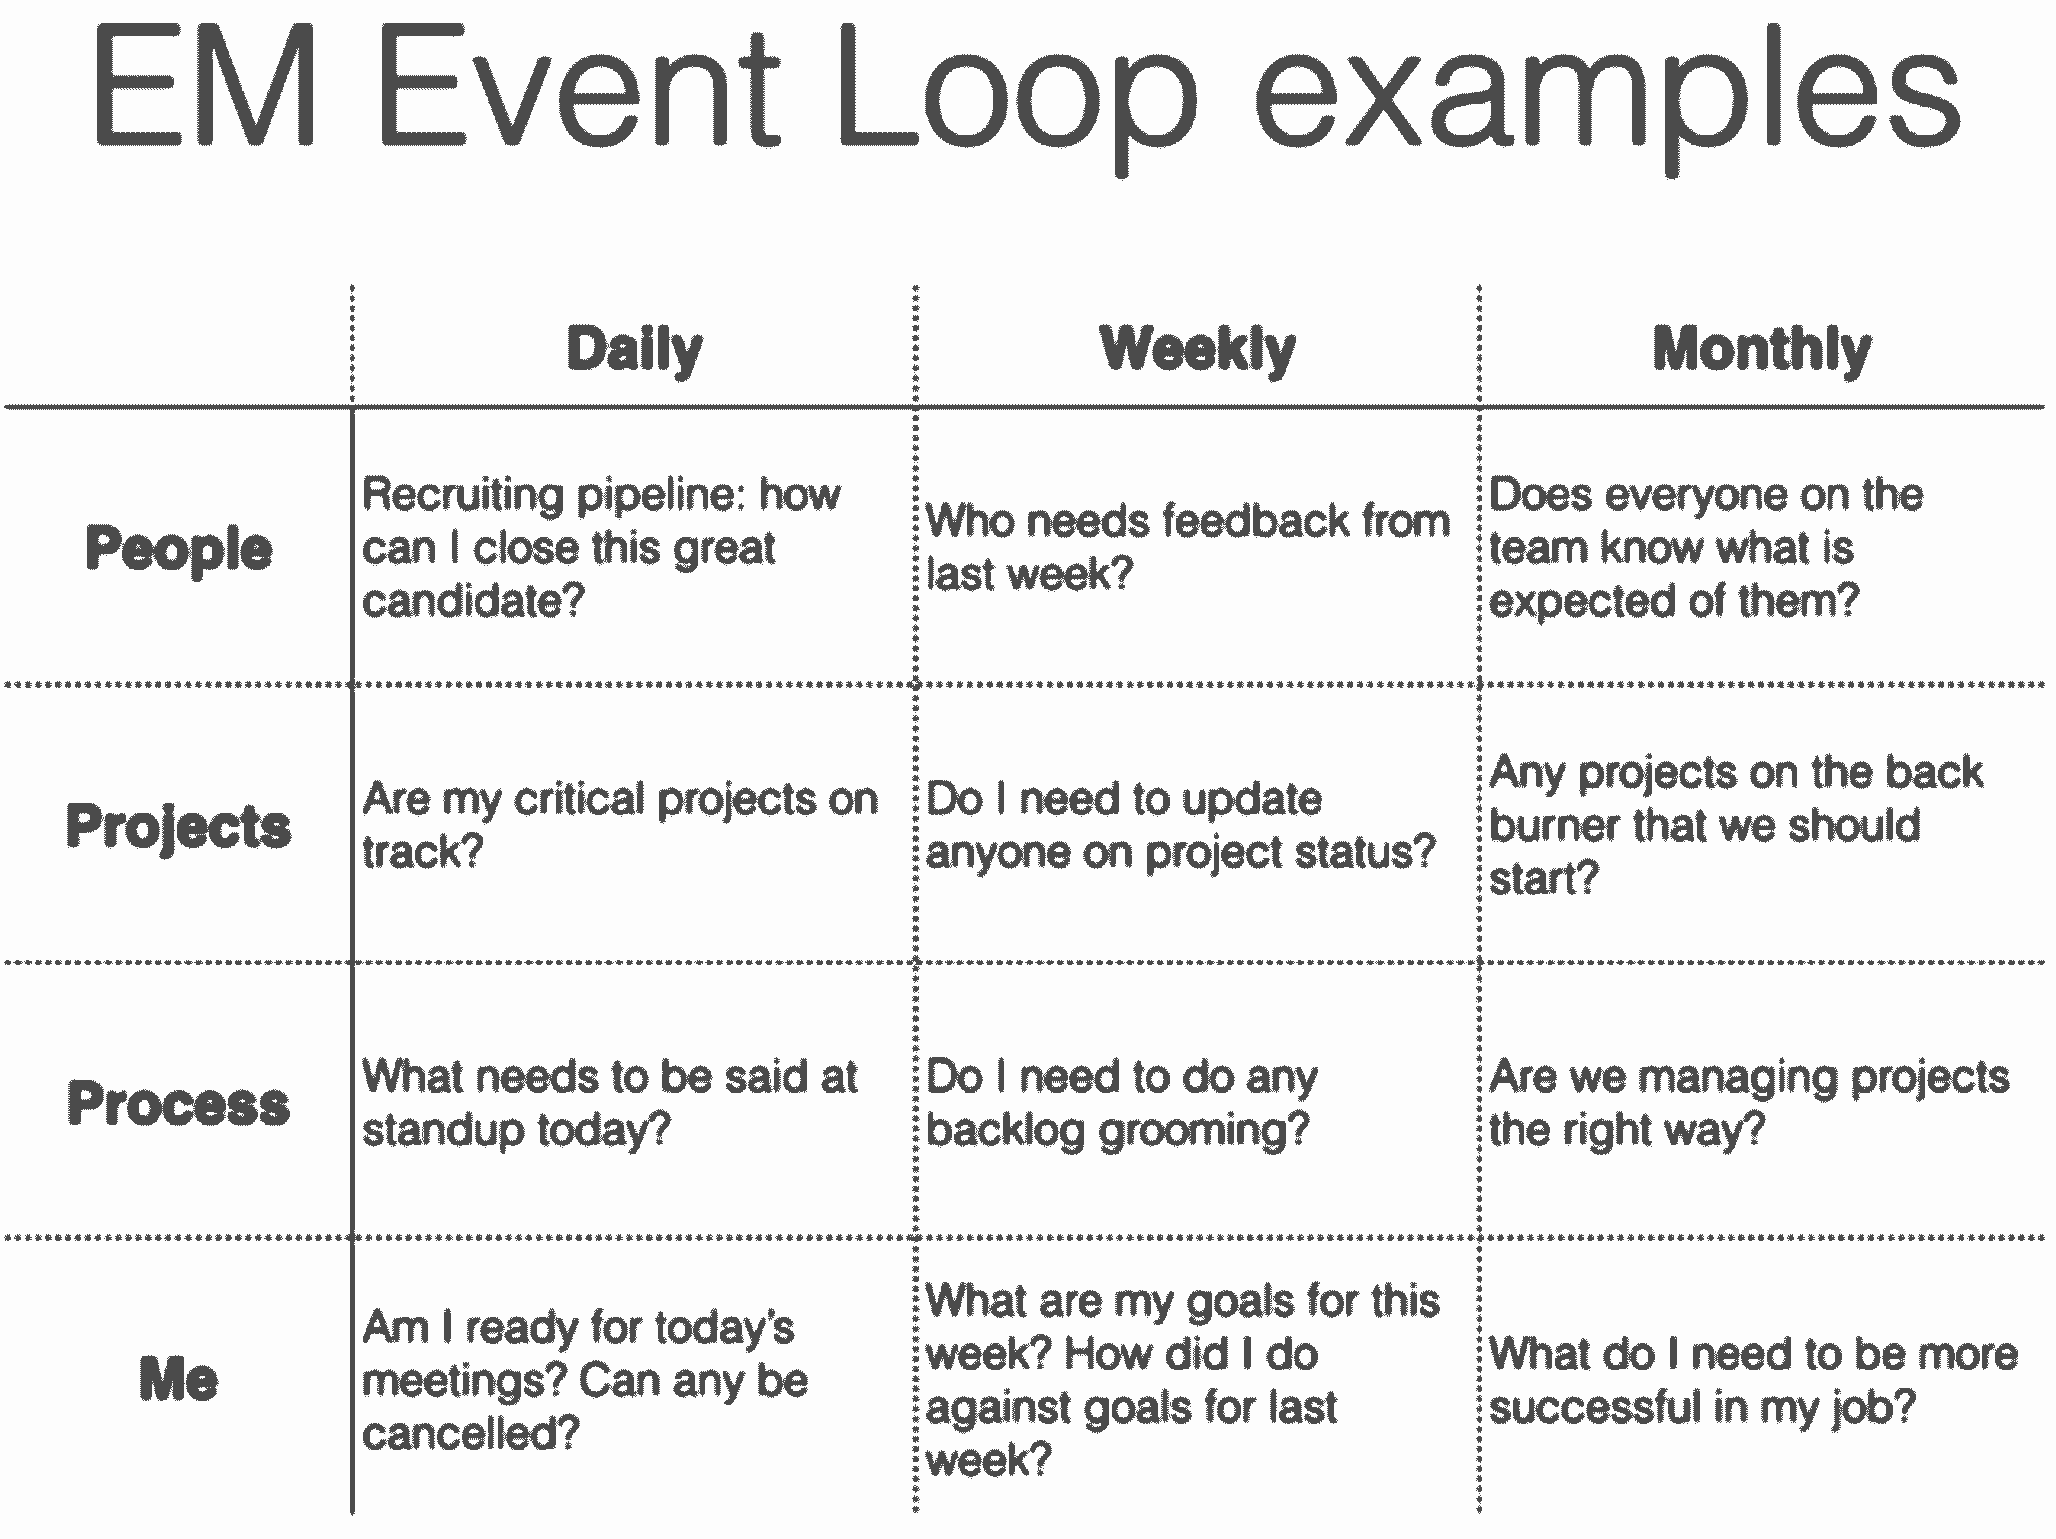 EM Event Loop examples
Daily
Weekly
Monthly
People
Recruiting pipeline: how
can I close this great
candidate?
Who needs feedback from
last week?
Does everyone on the
team know what is
expected of them?
Projects
Are my critical projects on
track?
Do I need to update
anyone on project status?
Any projects on the back
burner that we should
start?
Process
What needs to be said at
standup today?
Do I need to do any
backlog grooming?
Are we managing projects
the right way?
Me
Am I ready for today's
meetings? Can any be
cancelled?
What are my goals for this
week? How did I do
against goals for last
week?
What do I need to be more
successful in my job?